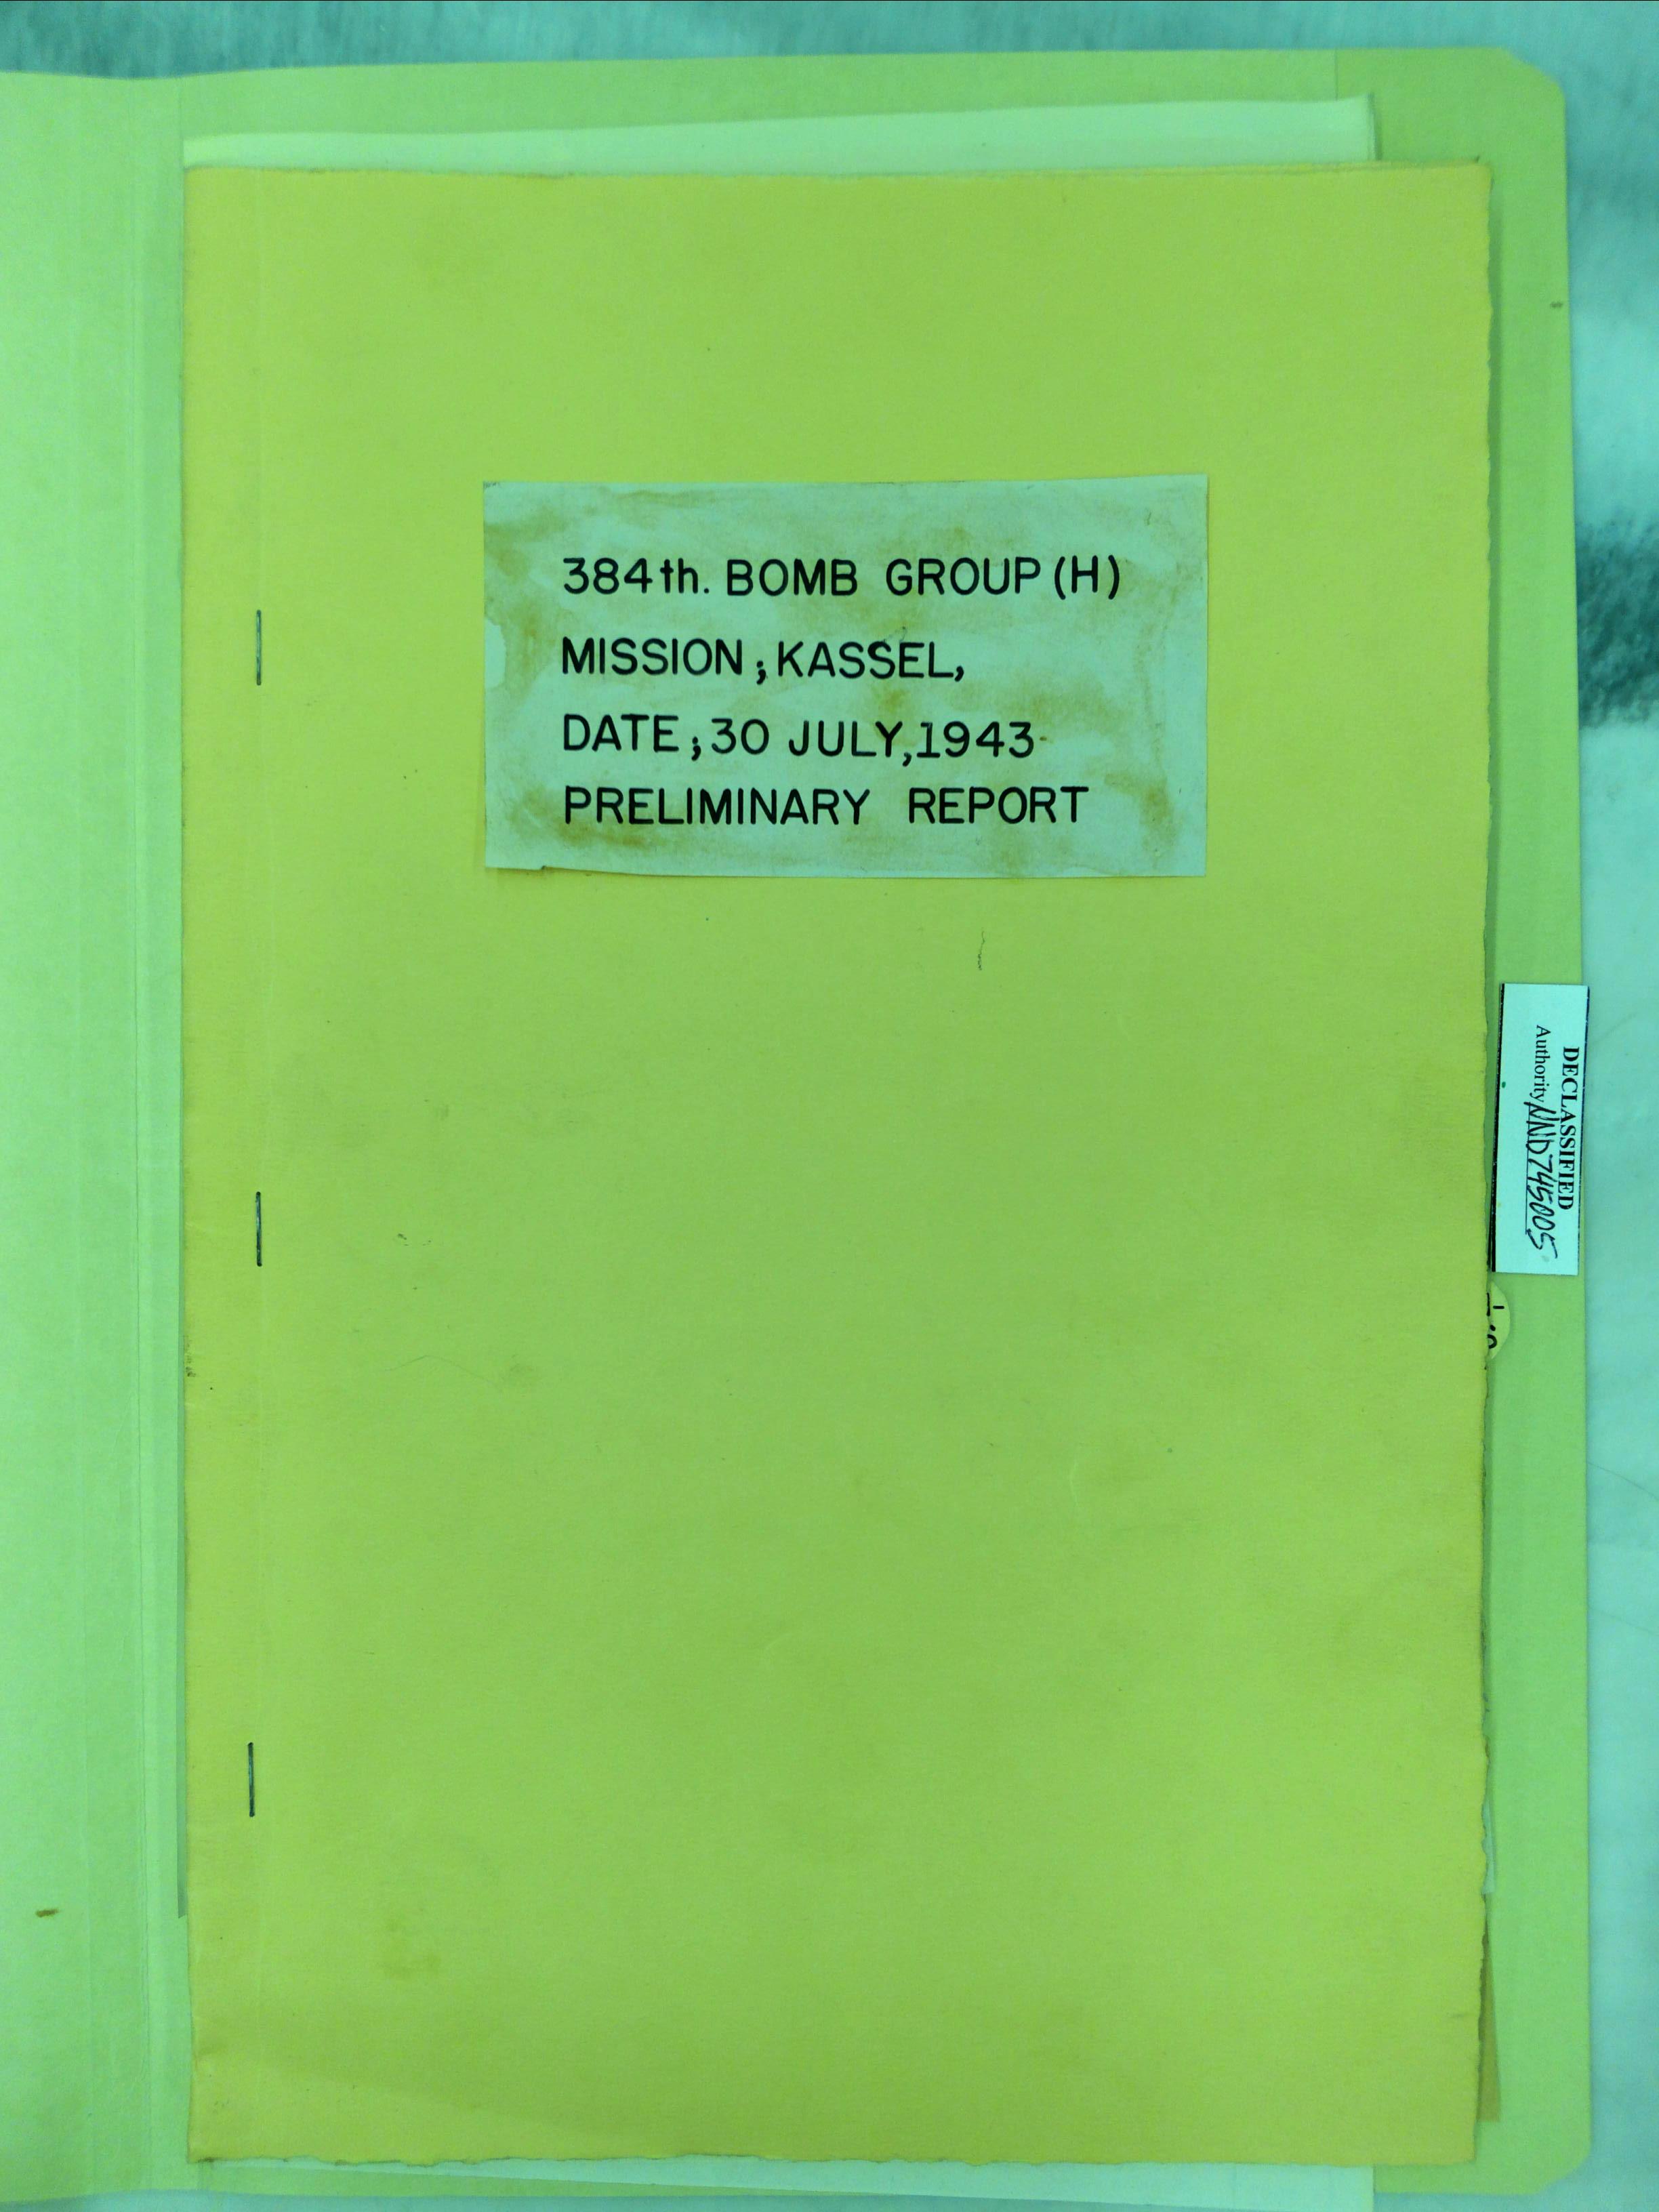 384th. BOMB GROUP (H)
MISSION; KASSEL,
DATE; 30 JULY, 1943
PRELIMINARY REPORT
DECLASSIFIED
Authority NND745005